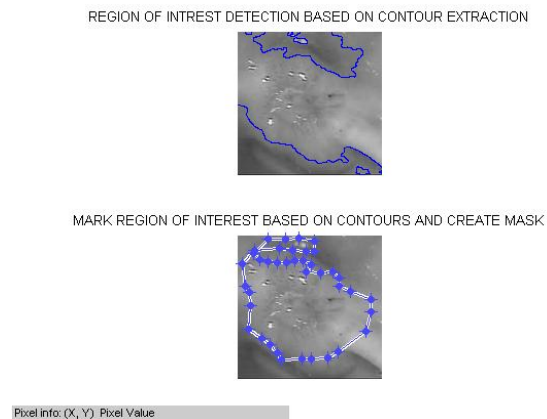 REGION OF INTREST DETECTION BASED ON CONTOUR EXTRACTION
MARK REGION OF INTEREST BASED ON CONTOURS AND CREATE MASK
Pixel info: (X, Y) Pixel Value